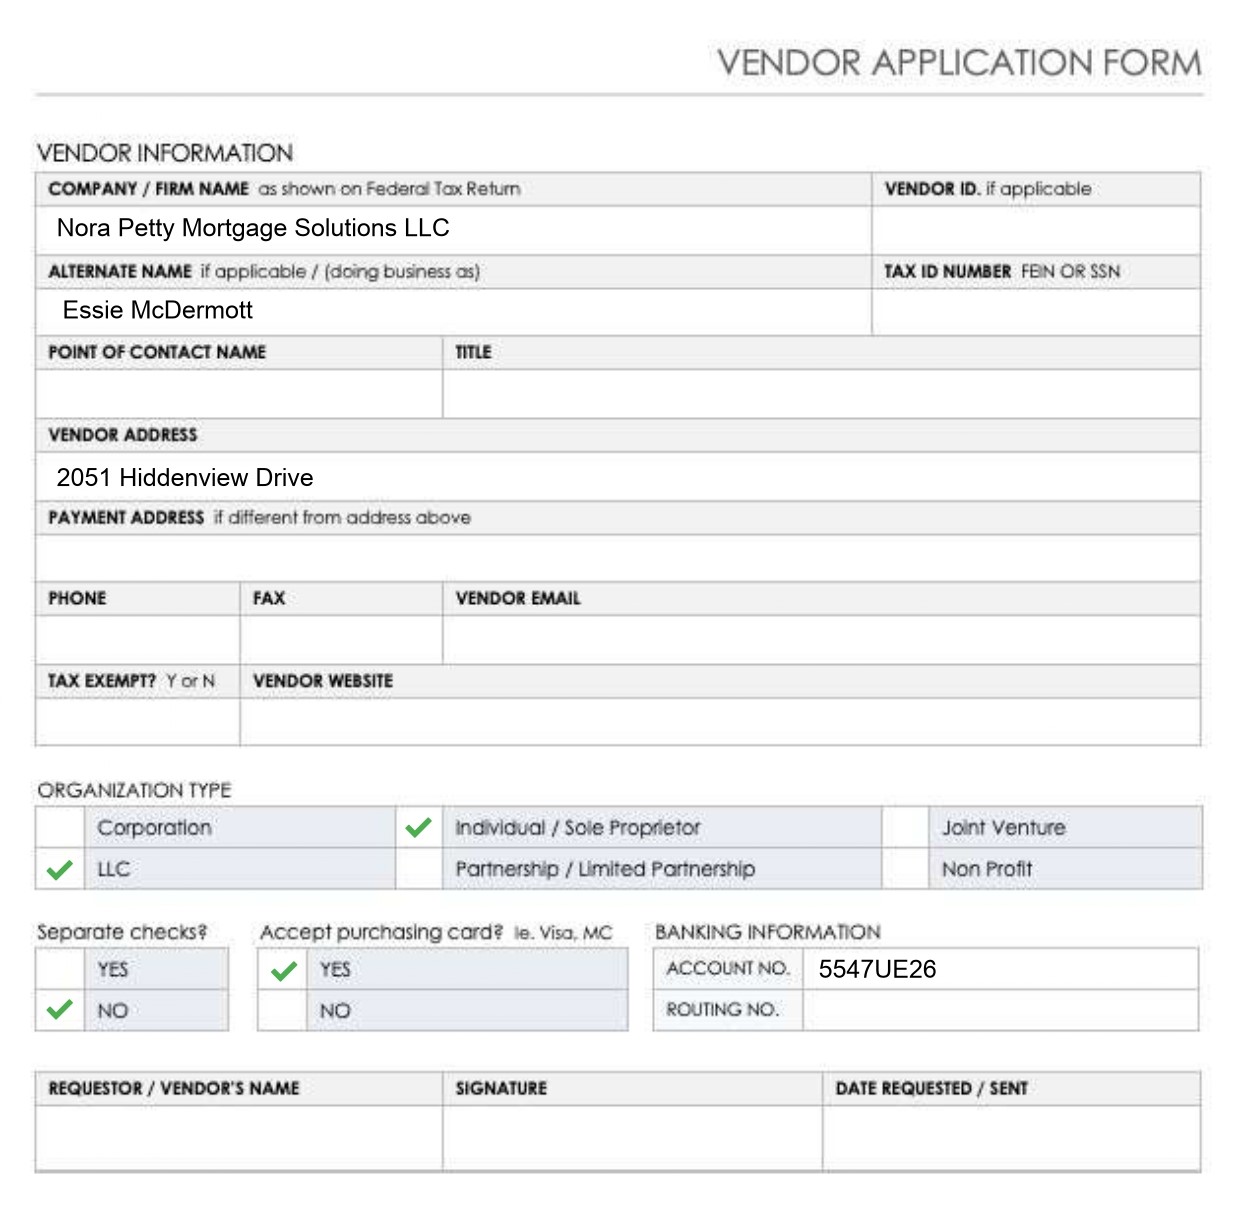 VENDOR APPLICATION FORM
VENDOR INFORMATION
COMPANY / FIRM NAME as shown on Federal Tax Return VENDOR ID. if applicable
Nora Petty Mortgage Solutions LLC
ALTERNATE NAME if applicable / (doing business as) TAX ID NUMBER FEIN OR SSN
Essie McDermott
POINT OF CONTACT NAME TITLE
VENDOR ADDRESS
2051 Hiddenview Drive
PAYMENT ADDRESS if different from address above
PHONE FAX VENDOR EMAIL
TAX EXEMPT? Y or N VENDOR WEBSITE
ORGANIZATION TYPE
Corporation Individual / Sole Proprietor Joint Venture
LLC Partnership / Limited Partnership Non Profit
Separate checks? Accept purchasing card? ie. Visa, MC BANKING INFORMATION
YES YES ACCOUNT NO. 5547UE26
NO NO ROUTING NO.
REQUESTOR / VENDOR'S NAME SIGNATURE DATE REQUESTED / SENT